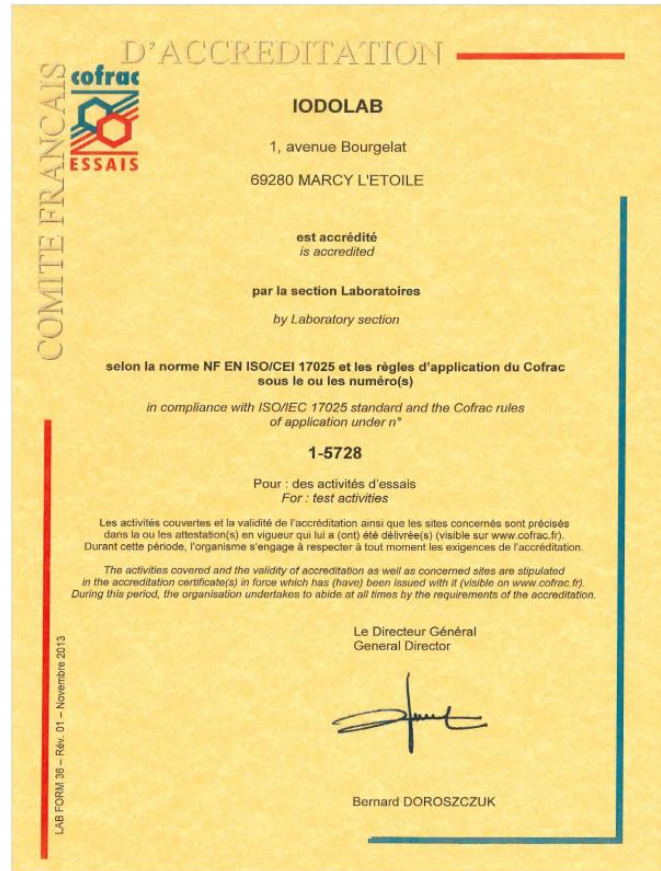 COMITE FRANCAIS
D'ACCREDITATION
cofrac
ESSAIS
IODOLAB
1, avenue Bourgelat
69280 MARCY L'ETOILE
est accrédité
is accredited
par la section Laboratoires
by Laboratory section
selon la norme NF EN ISO/CEI 17025 et les règles d'application du Cofrac
sous le ou les numéro(s)
in compliance with ISO/IEC 17025 standard and the Cofrac rules
of application under n°
1-5728
Pour : des activités d'essais
For : test activities
Les activités couvertes et la validité de l'accréditation ainsi que les sites concernés sont précisés
dans la ou les attestation(s) en vigueur qui lui a (ont) été délivrée(s) (visible sur www.cofrac.fr).
Durant cette période, l'organisme s'engage à respecter à tout moment les exigences de l'accréditation.
The activities covered and the validity of accreditation as well as concerned sites are stipulated
in the accreditation certificate(s) in force which has (have) been issued with it (visible on www.cofrac.fr).
During this period, the organisation undertakes to abide at all times by the requirements of the accreditation.
Le Directeur Général
General Director
Bernard DOROSZCZUK
LAB FORM 36 – Rév. 01 – Novembre 2013